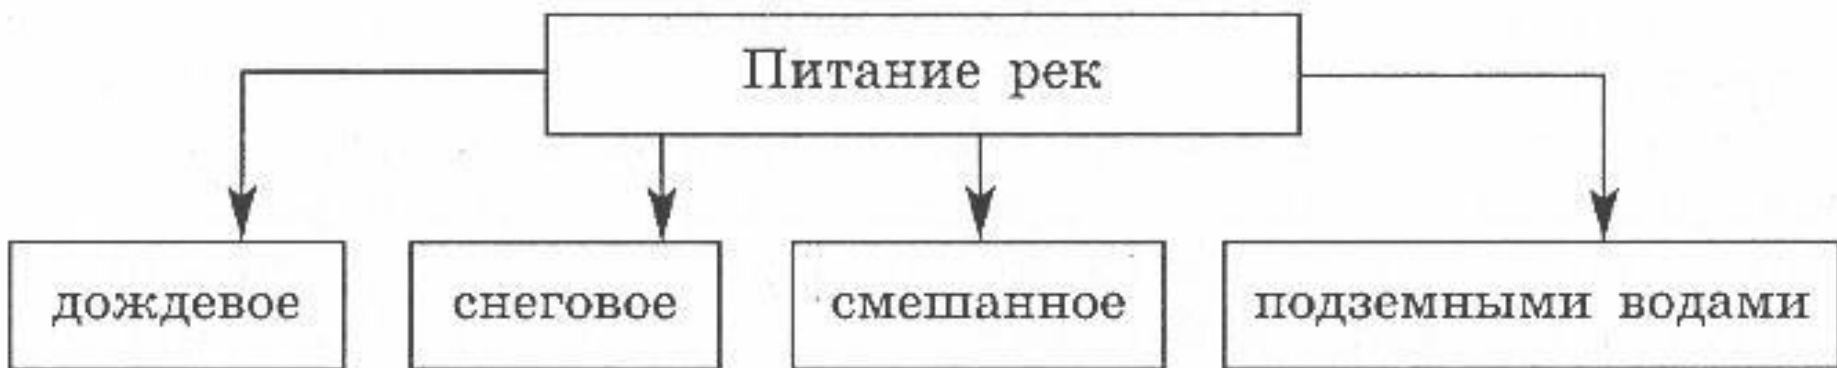 Питание рек
дождевое
снеговое
смешанное
подземными водами